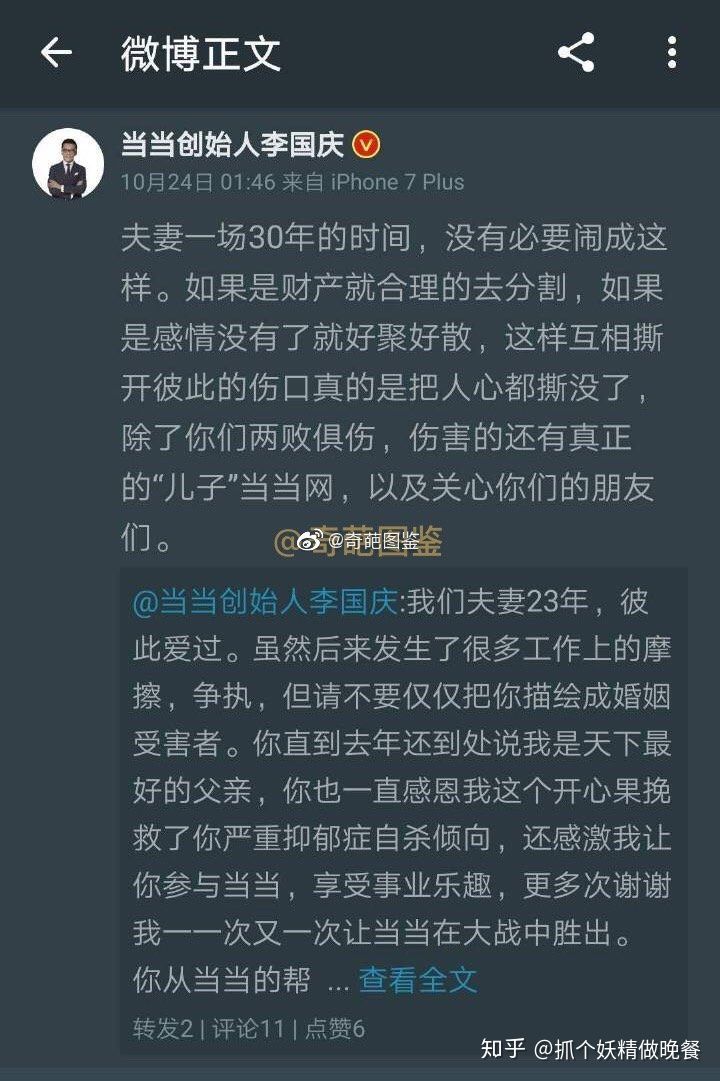 微博正文
当当创始人李国庆
10月24日 01:46 来自 iPhone 7 Plus
夫妻一场30年的时间，没有必要闹成这
样。如果是财产就合理的去分割，如果
是感情没有了就好聚好散，这样互相撕
开彼此的伤口真的是把人心都撕没了，
除了你们两败俱伤，伤害的还有真正
的“儿子”当当网，以及关心你们的朋友
们。
@奇葩图鉴
@奇葩图鉴
@当当创始人李国庆:我们夫妻23年，彼
此爱过。虽然后来发生了很多工作上的摩
擦，争执，但请不要仅仅把你描绘成婚姻
受害者。你直到去年还到处说我是天下最
好的父亲，你也一直感恩我这个开心果挽
救了你严重抑郁症自杀倾向，还感激我让
你参与当当，享受事业乐趣，更多次谢谢
我一一次又一次让当当在大战中胜出。
你从当当的帮 ... 查看全文
转发2 | 评论11 | 点赞6
知乎 @抓个妖精做晚餐